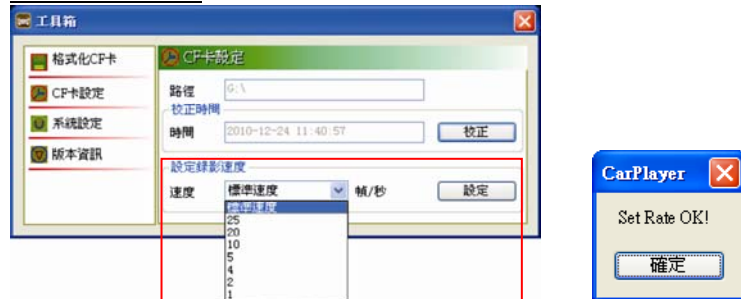 工具箱
格式化CF卡
CF卡設定
系統設定
版本資訊
CF卡設定
路徑 G:\
校正時間
時間 2010-12-24 11:40:57 校正
設定錄影速度
速度 標準速度 幀/秒 設定
標準速度
25
20
10
5
4
2
1
CarPlayer
Set Rate OK!
確定